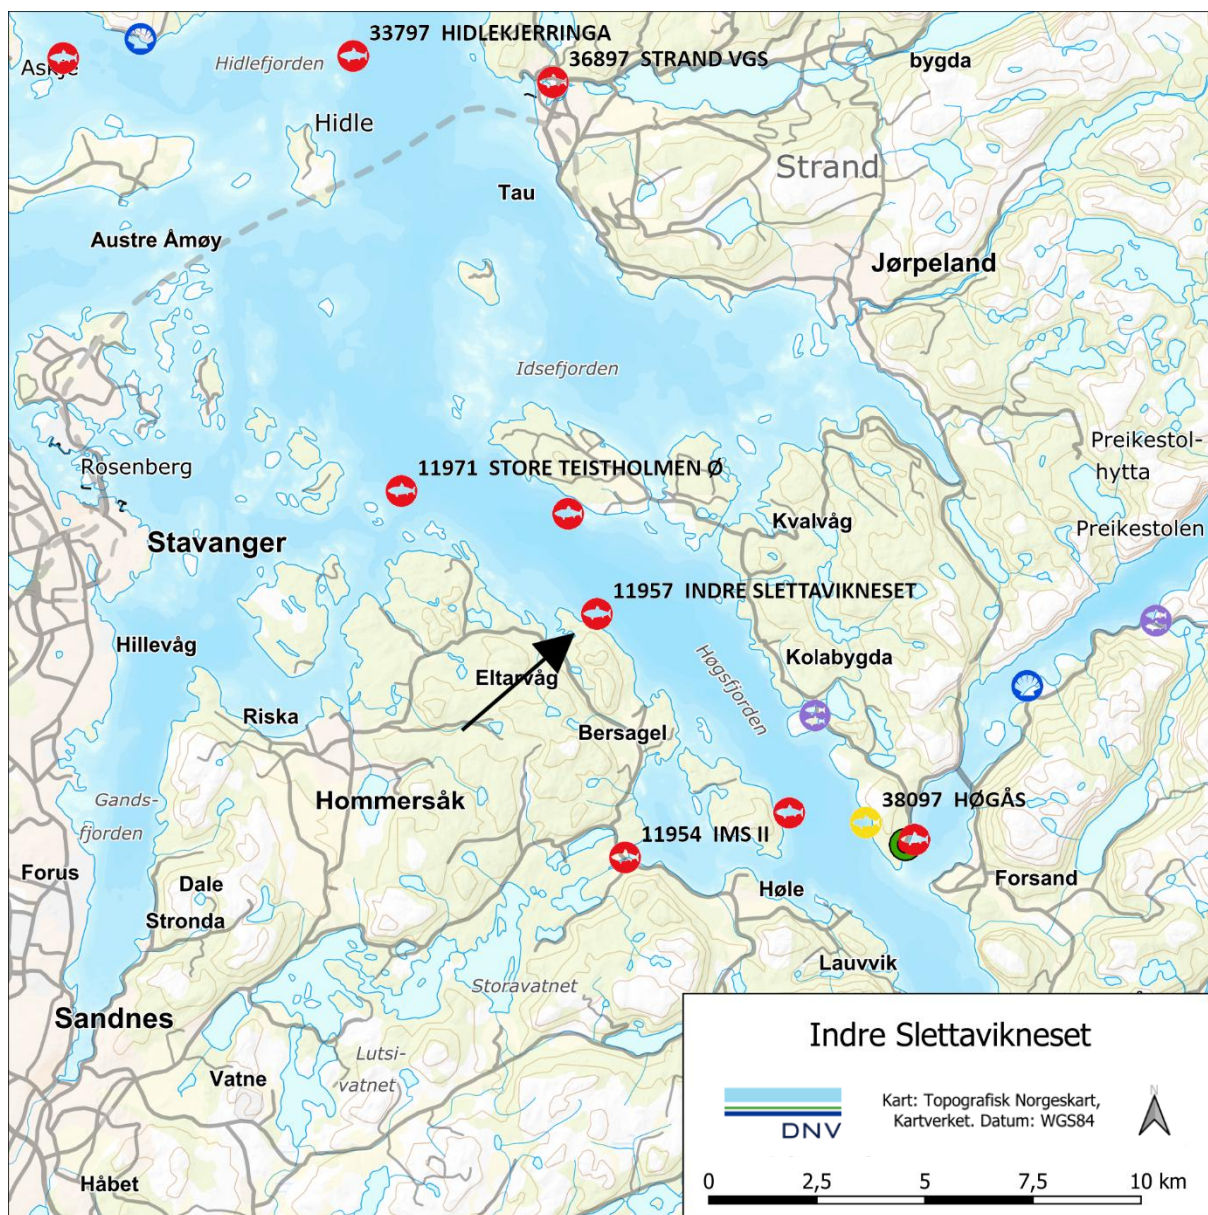 33797 HIDLEKJERRINGA
Askje
Hidlefjorden
36897 STRAND VGS
bygda
Hidle
Strand
Tau
Austre Åmøy
Jørpeland
Idsefjorden
Preikestol-
hytta
Rosenberg
11971 STORE TEISTHOLMEN Ø
Kvalvåg
Preikestolen
Stavanger
11957 INDRE SLETTAVIKNESET
Hillevåg
Kolabygda
Eltarvåg
Høgsfjorden
Riska
Bersagel
Hommersåk
Gands-
fjorden
38097 HØGÅS
11954 IMS II
Forus
Dale
Høle
Forsand
Stronda
Lauvvik
Storavatnet
Sandnes
Lutsi-
vatnet
Vatne
Håbet
Indre Slettavikneset
DNV
Kart: Topografisk Norgeskart,
Kartverket. Datum: WGS84
N
0 2,5 5 7,5 10 km